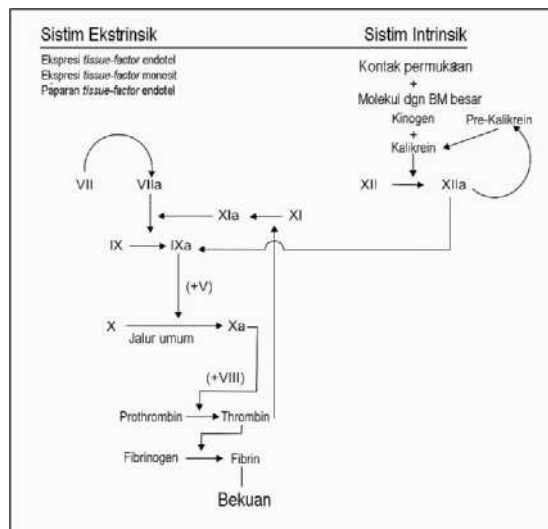 Sistim Ekstrinsik
Sistim Intrinsik
Ekspresi tissue-factor endotel
Ekspresi tissue-factor monosit
Paparan tissue-factor endotel
Kontak permukaan
+
Molekul dgn BM besar
Kinogen
Pre-Kalikrein
+
Kalikrein
VII
VIIa
XII
XIIa
XIa
XI
IX
IXa
(+V)
X
Xa
Jalur umum
(+VIII)
Prothrombin
Thrombin
Fibrinogen
Fibrin
Bekuan